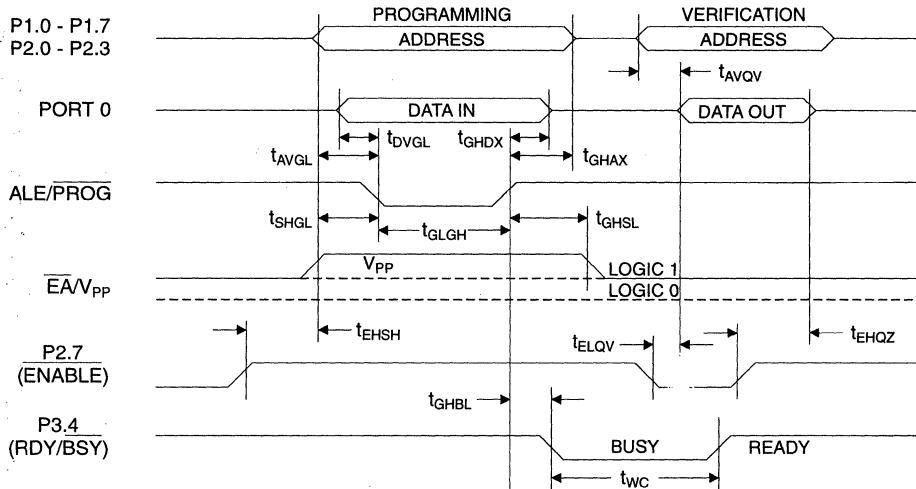 PROGRAMMING VERIFICATION
P1.0 - P1.7
P2.0 - P2.3
ADDRESS ADDRESS
tAVQV
PORT 0
DATA IN DATA OUT
tDVGL tGHDX
tAVGL tGHAX
ALE/PROG
tSHGL tGLGH tGHSL
VPP
LOGIC 1
EA/VPP
LOGIC 0
tEHSH tELQV tEHQZ
P2.7
(ENABLE)
tGHBL
P3.4
(RDY/BSY)
BUSY READY
tWC